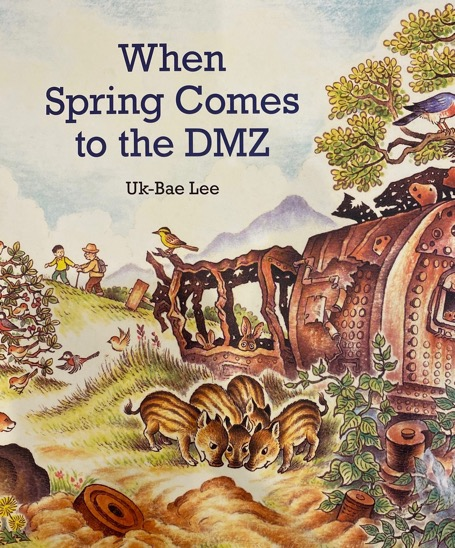 When
Spring Comes
to the DMZ
Uk-Bae Lee